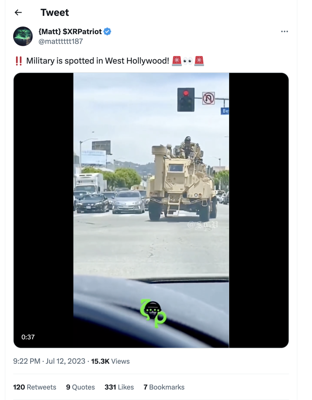 Tweet
(Matt) $XRPatriot
@matttttt187
‼️ Military is spotted in West Hollywood! 🚨👀🚨
0:37
9:22 PM · Jul 12, 2023 · 15.3K Views
120 Retweets 9 Quotes 331 Likes 7 Bookmarks